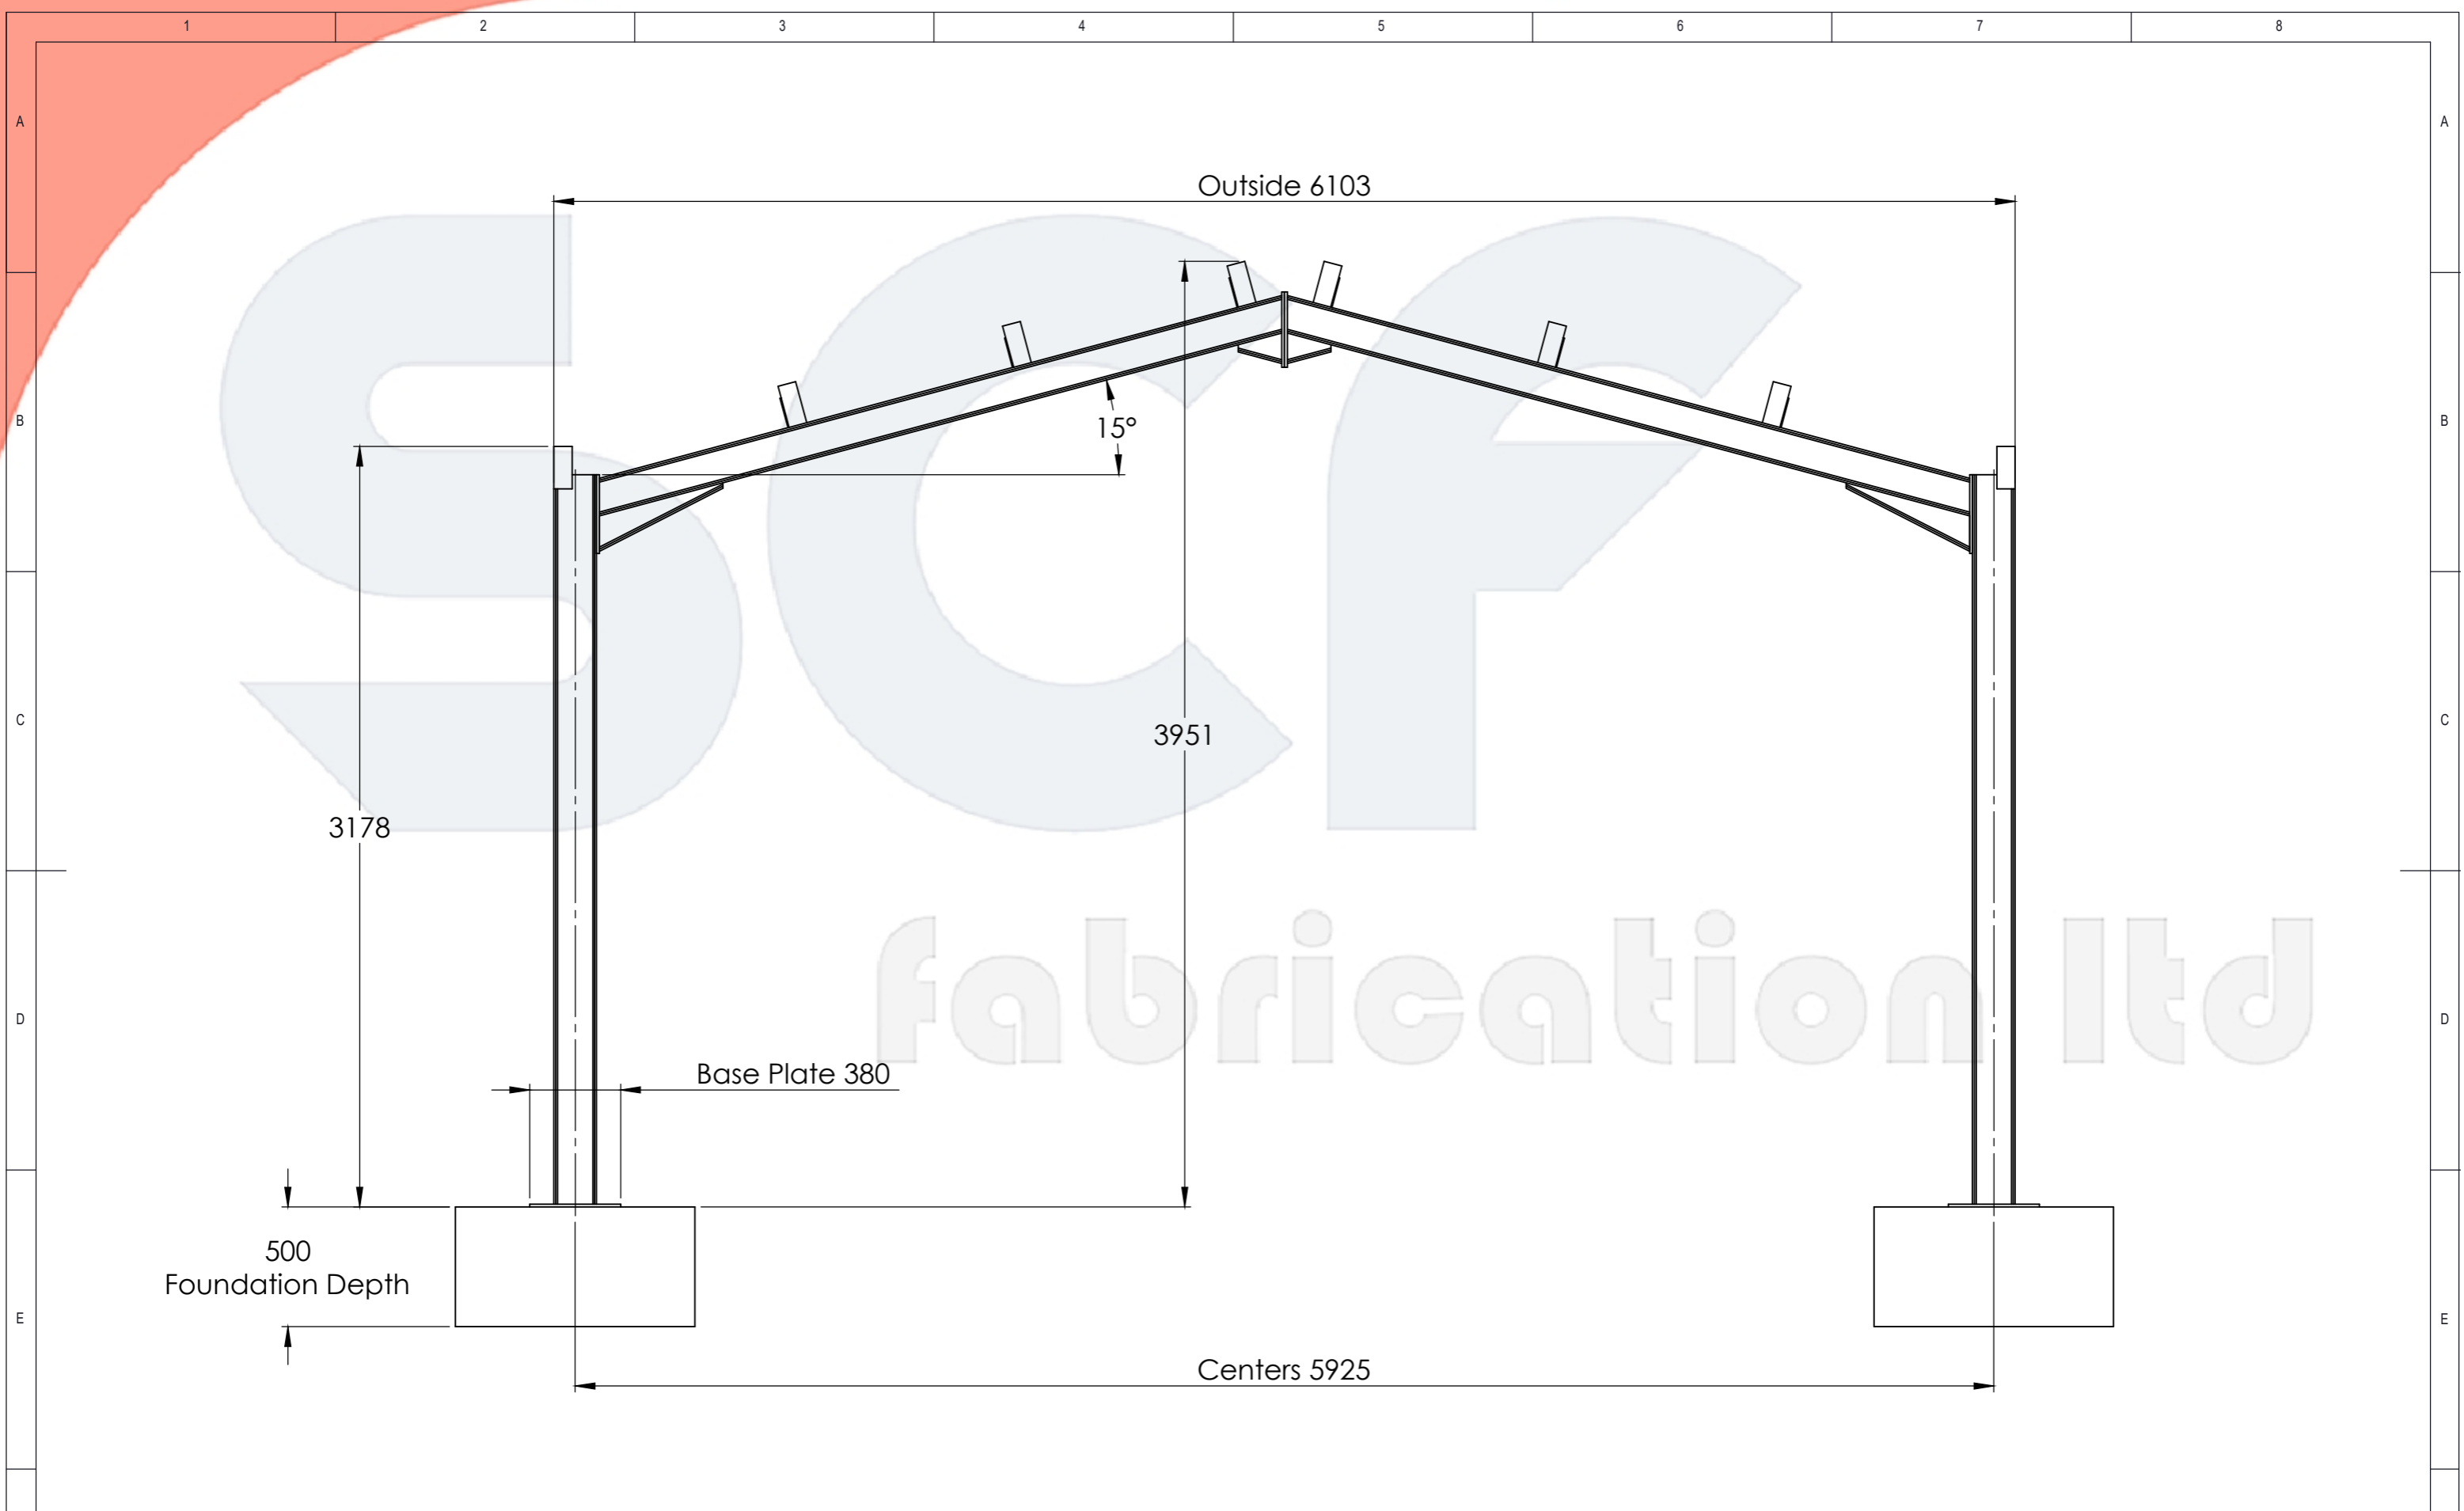 1 2 3 4 5 6 7 8
A A
Outside 6103
B 15° B
C C
3951
3178
SCF
fabrication ltd
D D
Base Plate 380
500
Foundation Depth
E E
Centers 5925